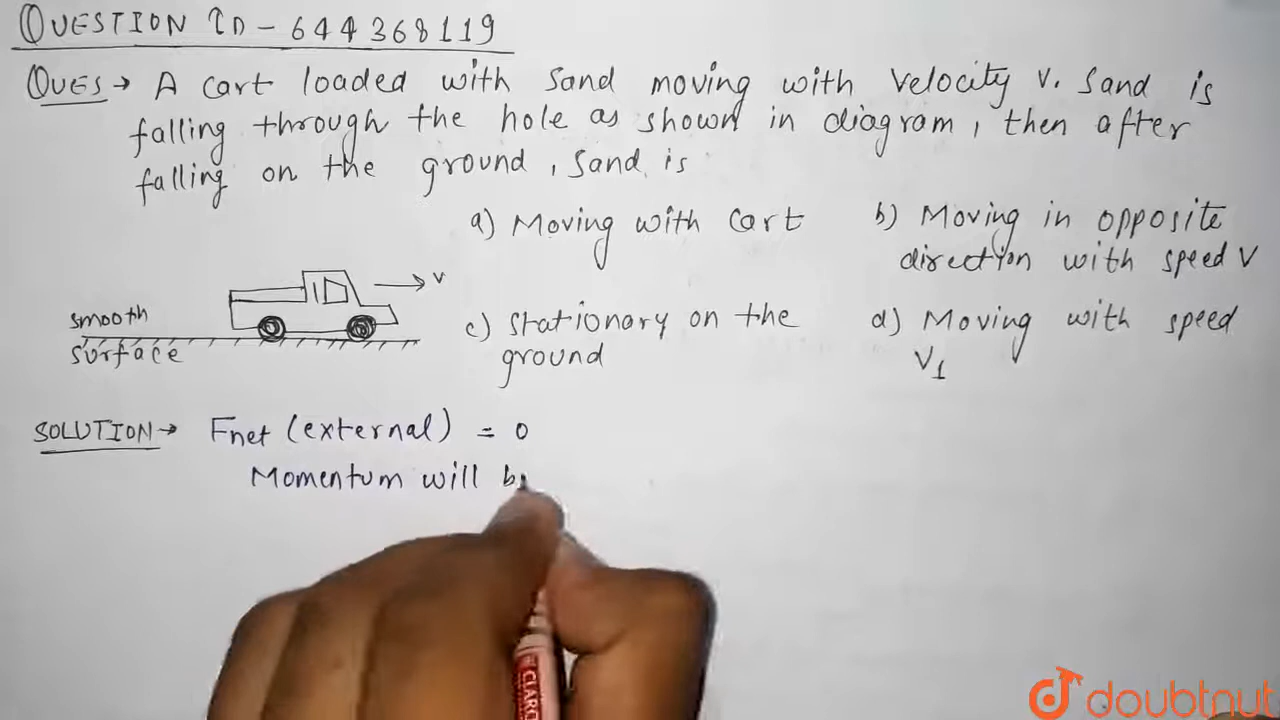 QUESTION ID - 644368119
QUES → A cart loaded with sand moving with velocity v. Sand is
falling through the hole as shown in diagram, then after
falling on the ground, sand is
a) Moving with cart
b) Moving in opposite
direction with speed V
c) Stationary on the
ground
d) Moving with speed
V1
v
smooth
surface
SOLUTION → Fnet (external) = 0
Momentum will b
CLARO
doubtnut